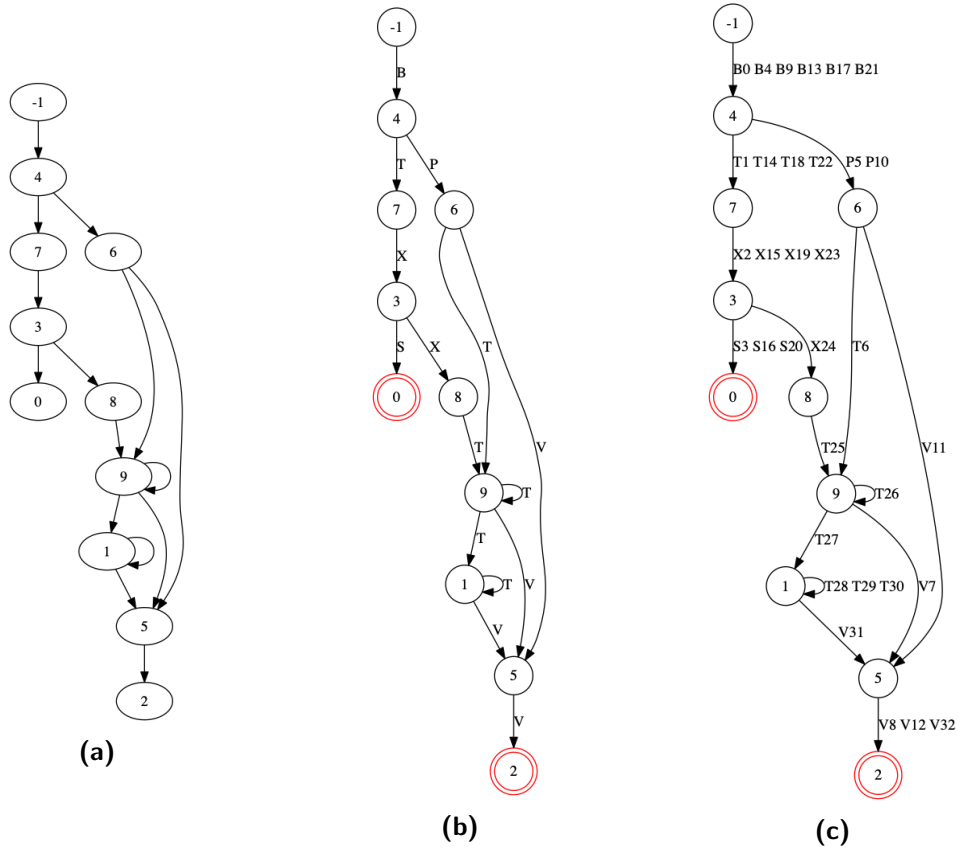 -1
4
7
6
3
0
8
9
1
5
2
(a)
-1
B
4
T P
7
6
X
3
S X T
0
8
T V
9
T
T
1
T
V
V
5
V
2
(b)
-1
B0 B4 B9 B13 B17 B21
4
T1 T14 T18 T22 P5 P10
7
6
X2 X15 X19 X23
3
S3 S16 S20 X24 T6
0
8
T25 V11
9
T26
T27
1
T28 T29 T30 V7
V31
5
V8 V12 V32
2
(c)